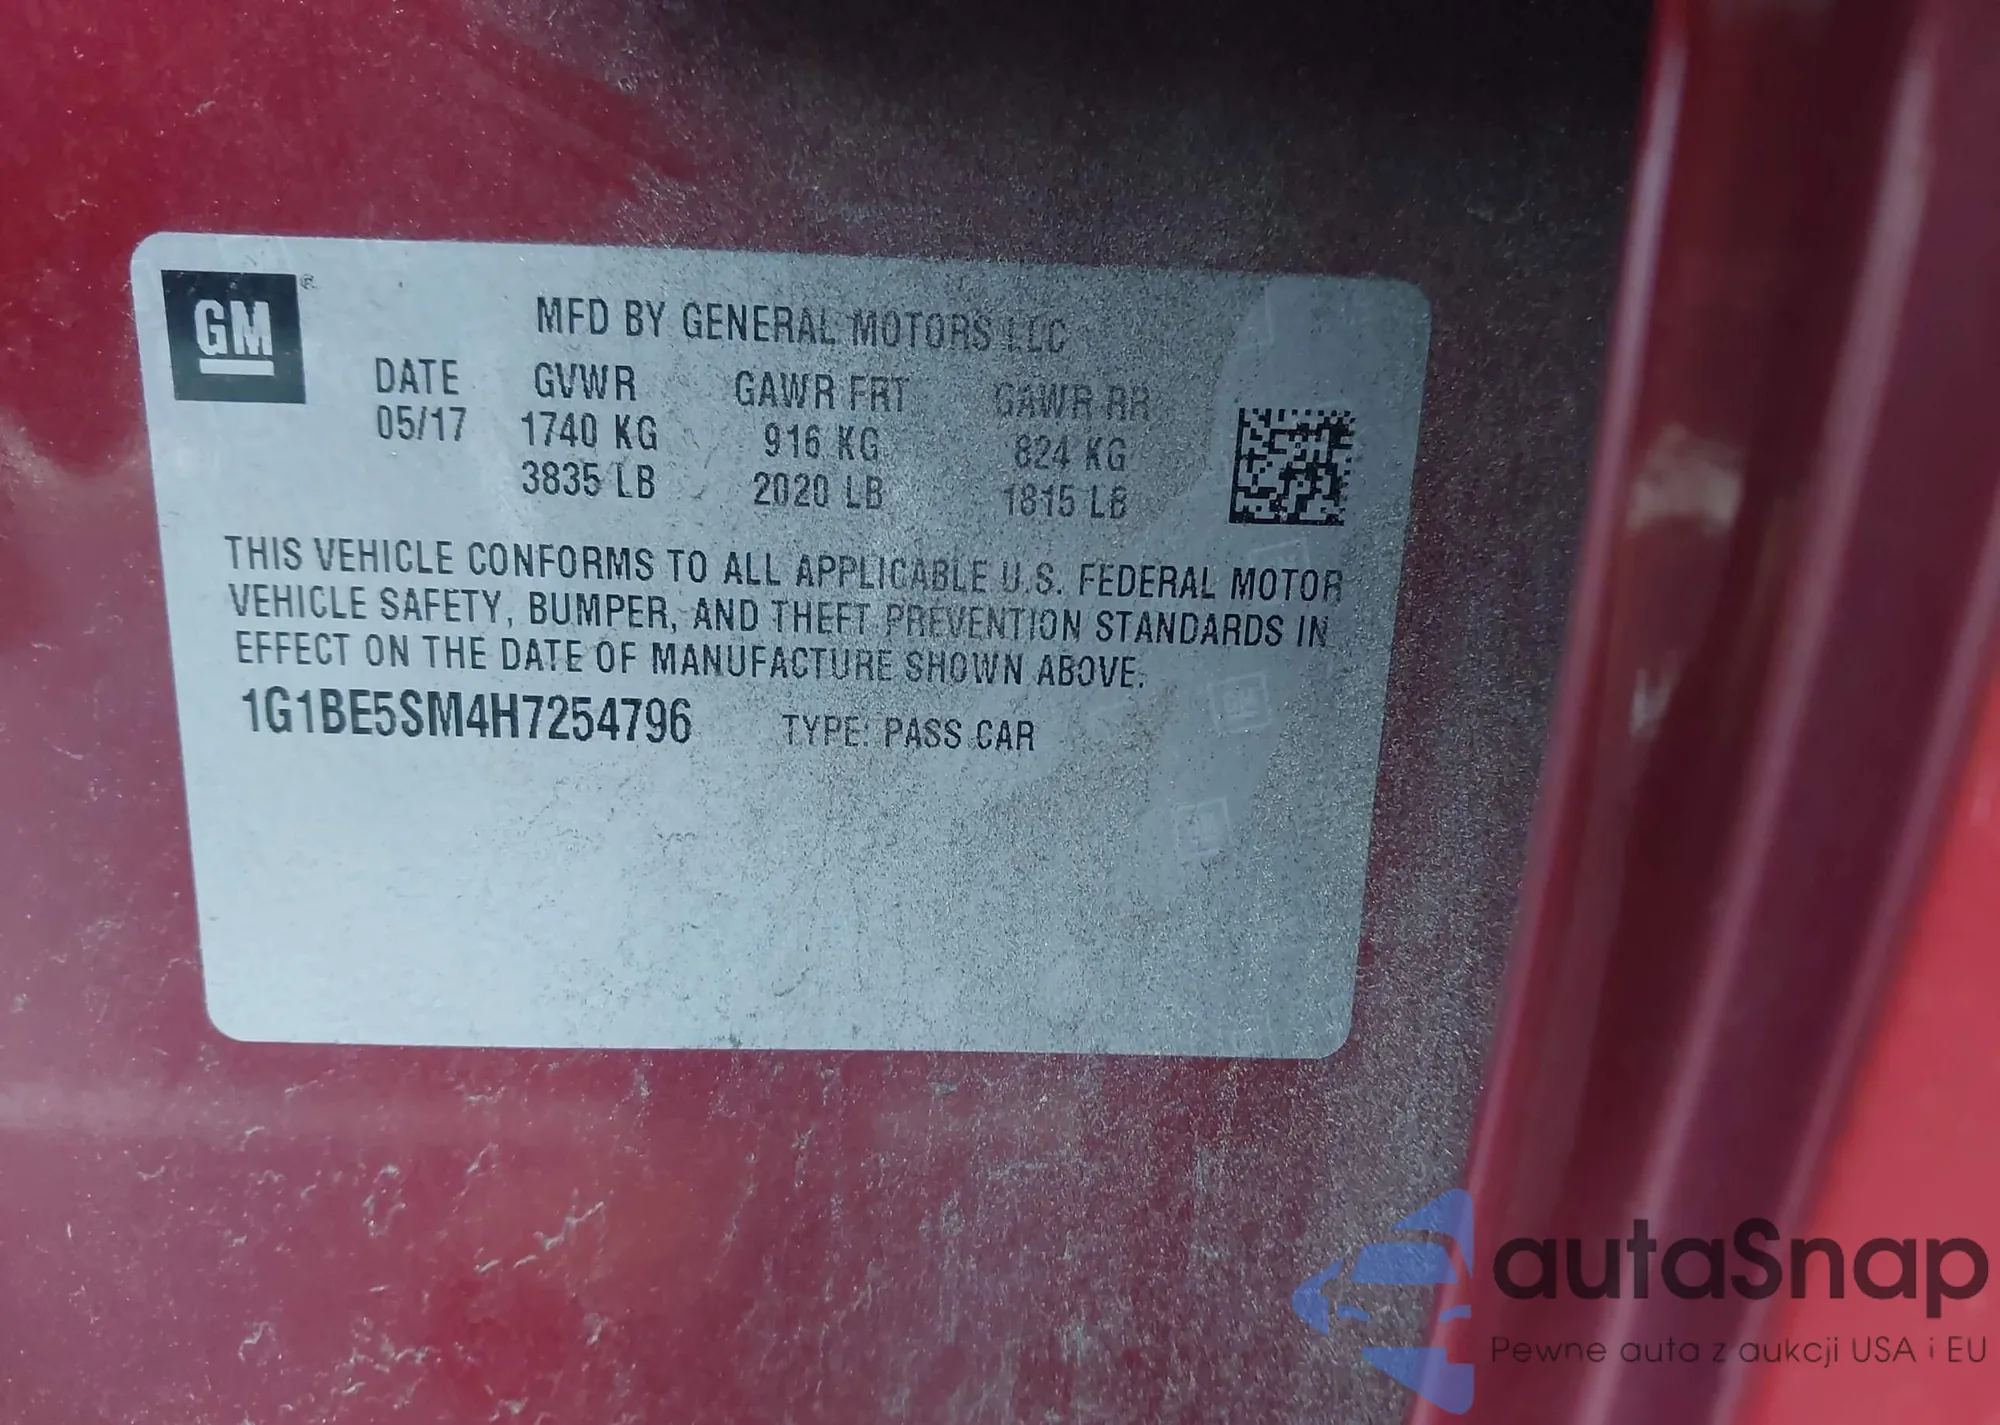 GM ®
MFD BY GENERAL MOTORS LLC
DATE GVWR GAWR FRT GAWR RR
05/17 1740 KG 916 KG 824 KG
3835 LB 2020 LB 1815 LB
THIS VEHICLE CONFORMS TO ALL APPLICABLE U.S. FEDERAL MOTOR
VEHICLE SAFETY, BUMPER, AND THEFT PREVENTION STANDARDS IN
EFFECT ON THE DATE OF MANUFACTURE SHOWN ABOVE.
1G1BE5SM4H7254796 TYPE: PASS CAR
autaSnap
Pewne auta z aukcji USA i EU